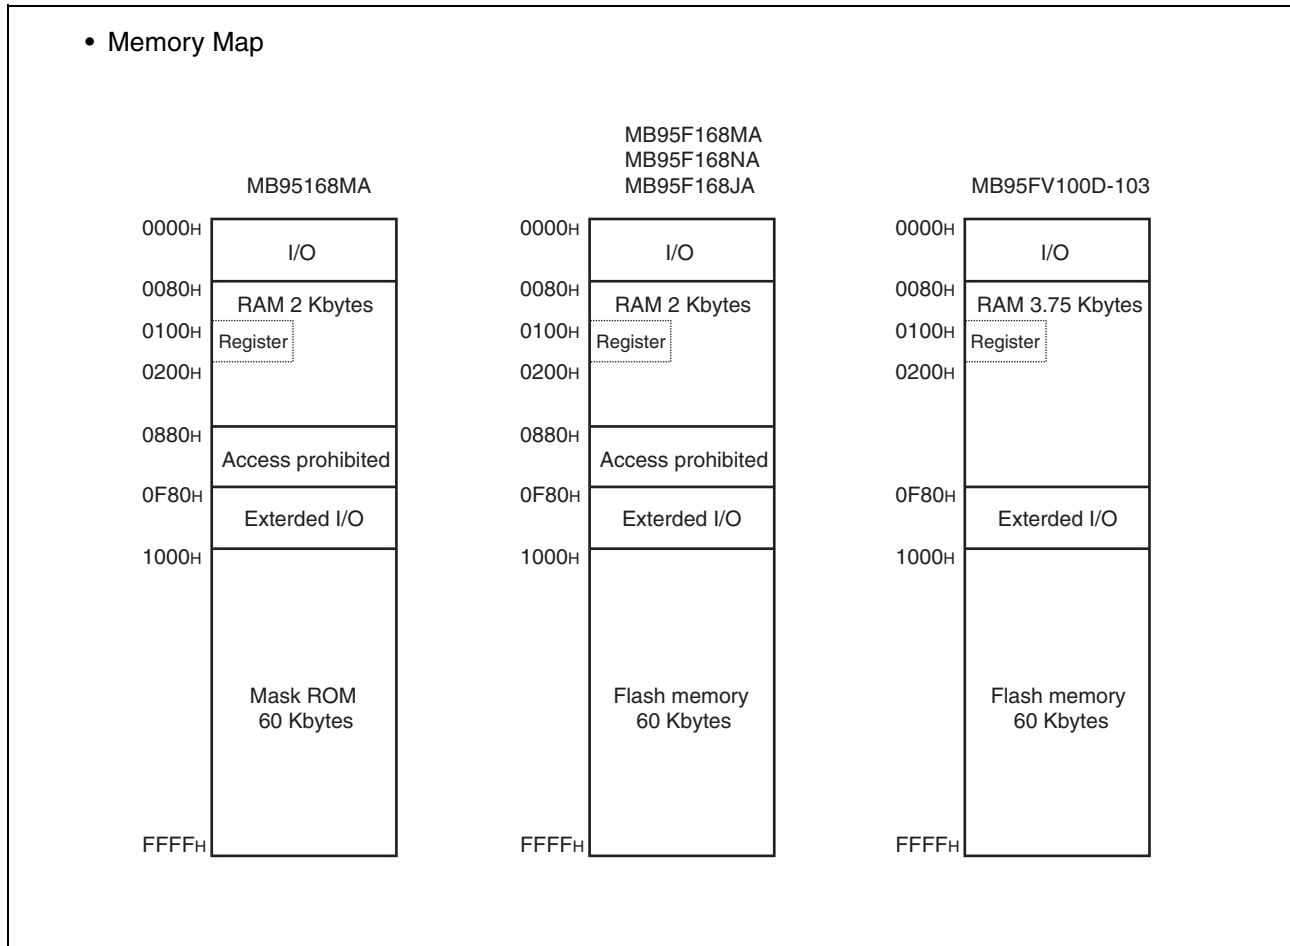 • Memory Map
MB95168MA
0000H
I/O
0080H
RAM 2 Kbytes
0100H
Register
0200H
0880H
Access prohibited
0F80H
Exterded I/O
1000H
Mask ROM
60 Kbytes
FFFFH
MB95F168MA
MB95F168NA
MB95F168JA
0000H
I/O
0080H
RAM 2 Kbytes
0100H
Register
0200H
0880H
Access prohibited
0F80H
Exterded I/O
1000H
Flash memory
60 Kbytes
FFFFH
MB95FV100D-103
0000H
I/O
0080H
RAM 3.75 Kbytes
0100H
Register
0200H
0F80H
Exterded I/O
1000H
Flash memory
60 Kbytes
FFFFH